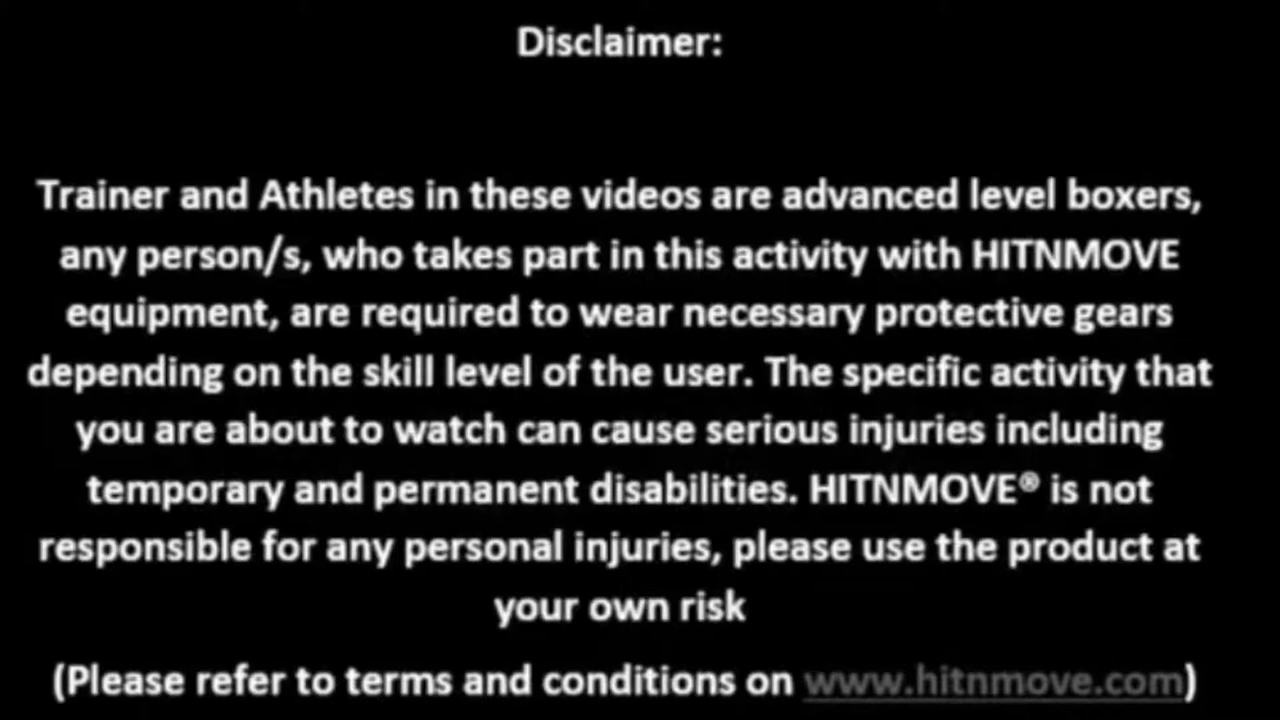 Disclaimer:
Trainer and Athletes in these videos are advanced level boxers,
any person/s, who takes part in this activity with HITNMOVE
equipment, are required to wear necessary protective gears
depending on the skill level of the user. The specific activity that
you are about to watch can cause serious injuries including
temporary and permanent disabilities. HITNMOVE® is not
responsible for any personal injuries, please use the product at
your own risk
(Please refer to terms and conditions on www.hitnmove.com)